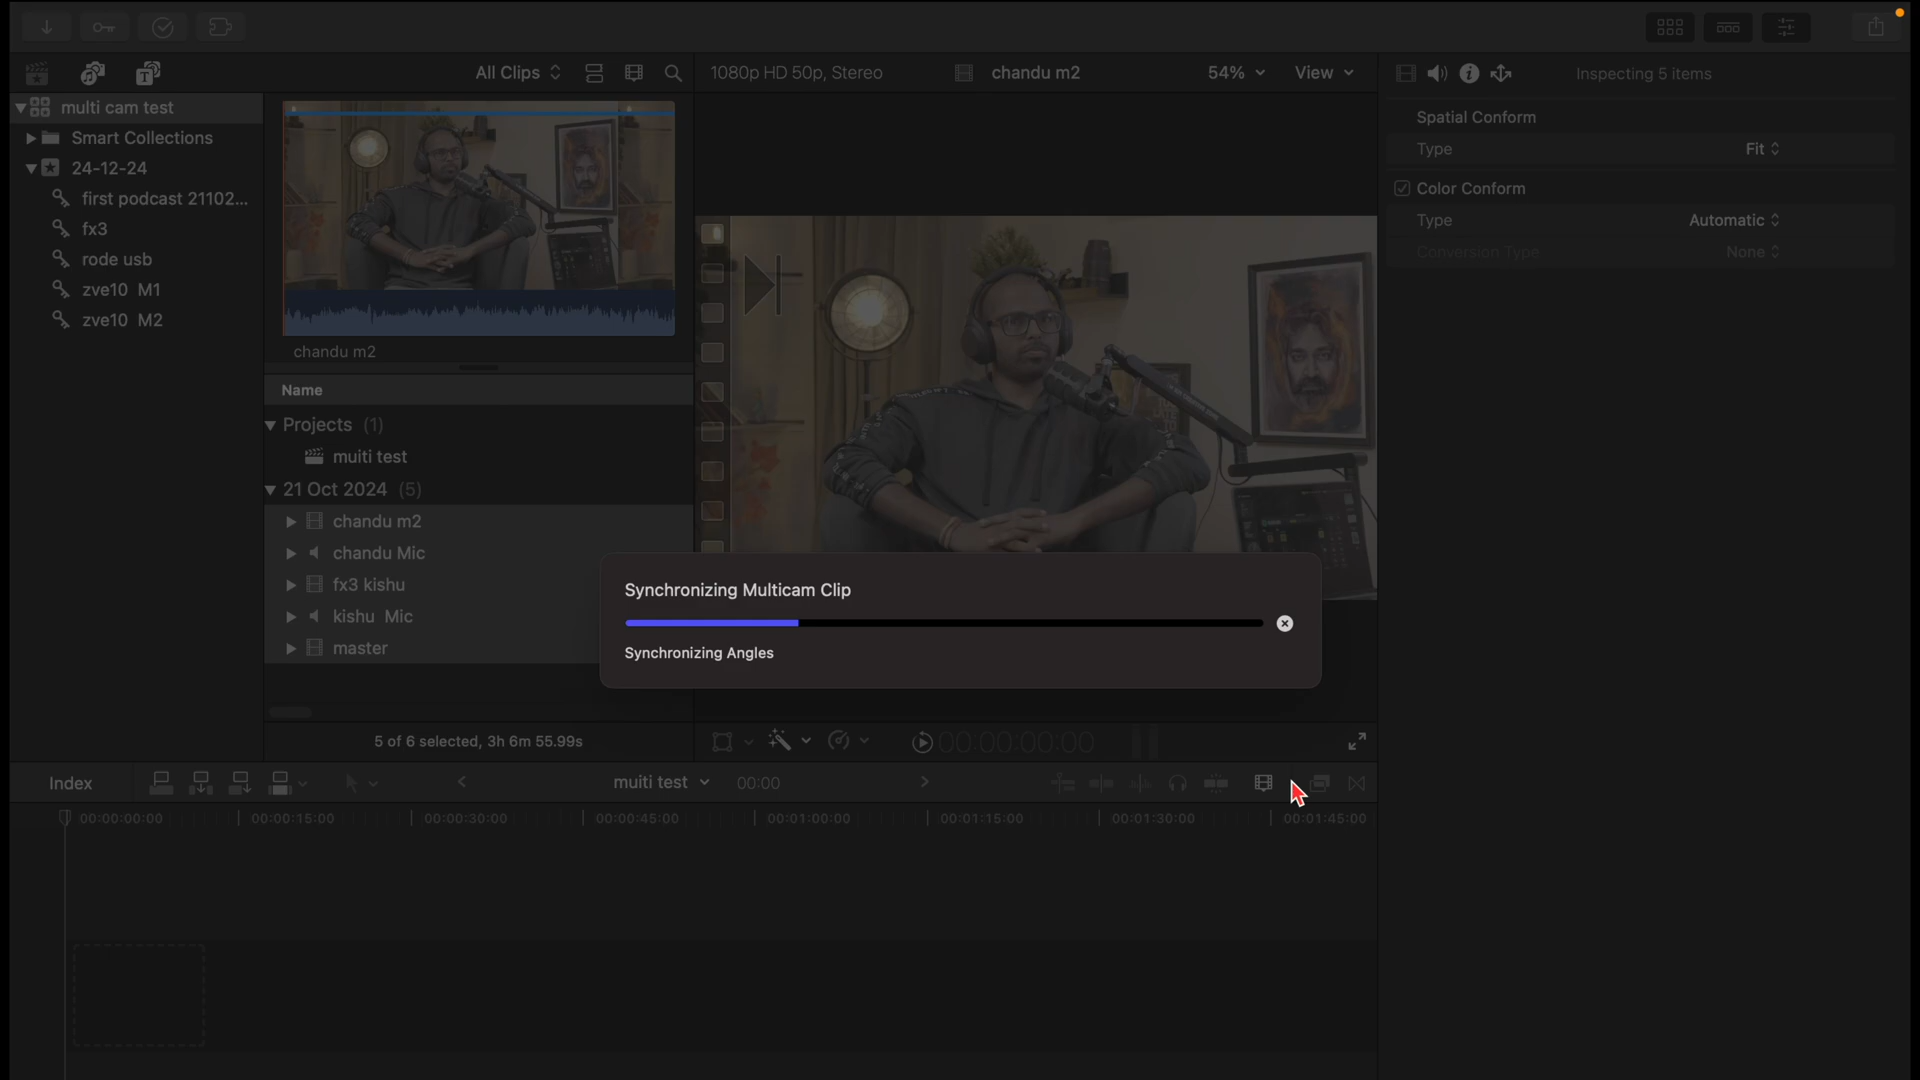 All Clips
1080p HD 50p, Stereo
chandu m2
54%
View
Inspecting 5 items
multi cam test
Smart Collections
24-12-24
first podcast 21102...
fx3
rode usb
zve10 M1
zve10 M2
chandu m2
Spatial Conform
Type
Fit
Color Conform
Type
Automatic
Conversion Type
None
Name
Projects (1)
muiti test
21 Oct 2024 (5)
chandu m2
chandu Mic
fx3 kishu
kishu Mic
master
Synchronizing Multicam Clip
Synchronizing Angles
5 of 6 selected, 3h 6m 55.99s
00:00:00:00
Index
muiti test
00:00
00:00:00:00
00:00:15:00
00:00:30:00
00:00:45:00
00:01:00:00
00:01:15:00
00:01:30:00
00:01:45:00